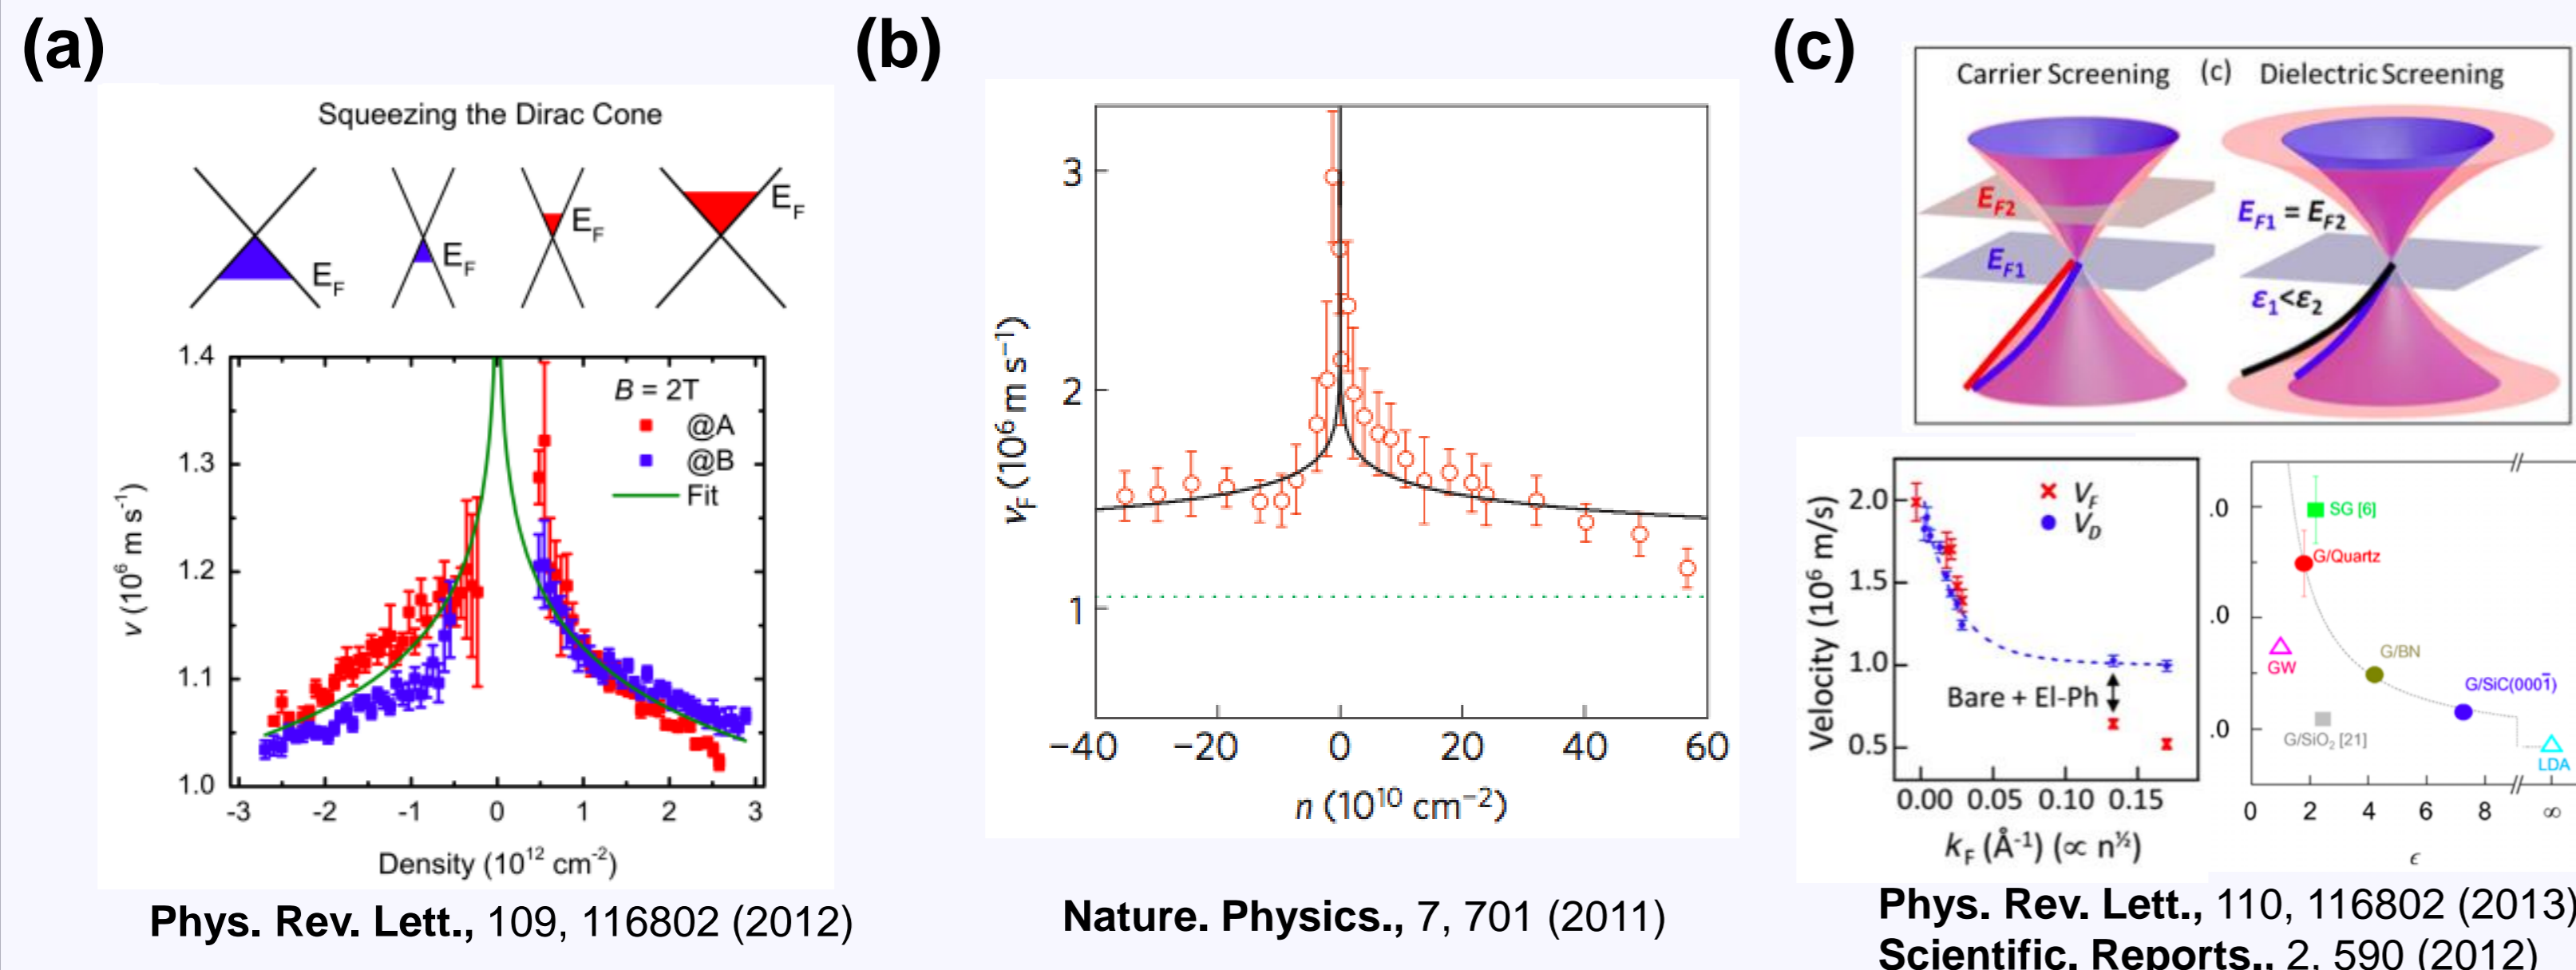 (a)
Squeezing the Dirac Cone
E_F
E_F
E_F
E_F
1.4
1.3
1.2
1.1
1.0
v (10^6 m s^-1)
B = 2T
@A
@B
Fit
-3 -2 -1 0 1 2 3
Density (10^12 cm^-2)
Phys. Rev. Lett., 109, 116802 (2012)
(b)
3
2
1
v_F (10^6 m s^−1)
−40 −20 0 20 40 60
n (10^10 cm^−2)
Nature. Physics., 7, 701 (2011)
(c)
Carrier Screening (c) Dielectric Screening
E_F2
E_F1
E_F1 = E_F2
ε_1<ε_2
2.0
1.5
1.0
0.5
Velocity (10^6 m/s)
V_F
V_D
Bare + El-Ph
0.00 0.05 0.10 0.15
k_F (Å^-1) (∝ n^½)
.0
.0
.0
SG [6]
G/Quartz
GW
G/BN
G/SiC(0001̄)
G/SiO_2 [21]
LDA
0 2 4 6 8 ∞
ϵ
Phys. Rev. Lett., 110, 116802 (2013)
Scientific. Reports., 2, 590 (2012)